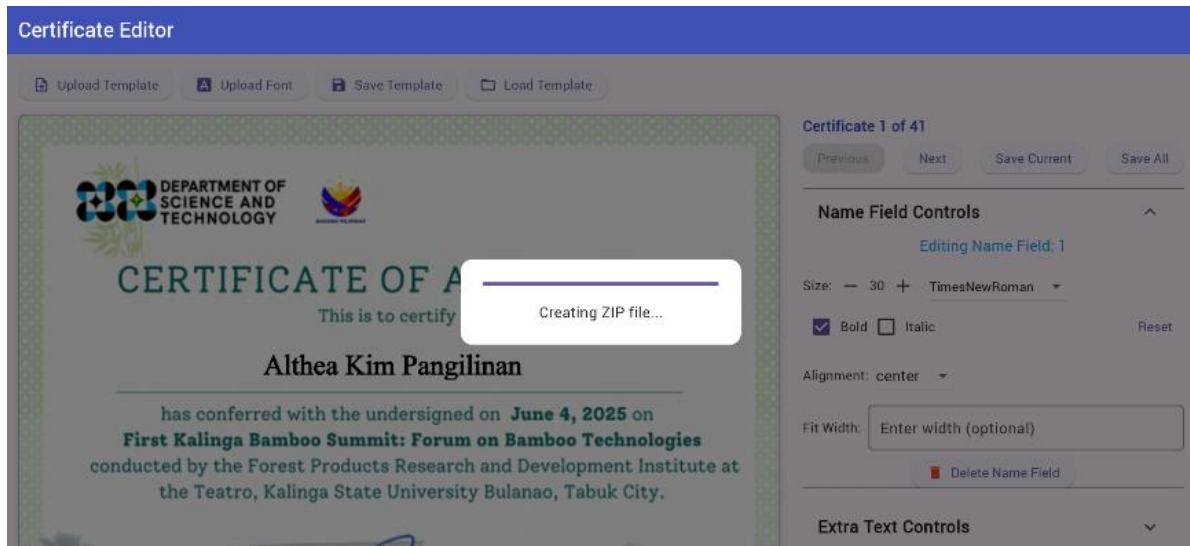 Certificate Editor
Upload Template
Upload Font
Save Template
Load Template
Certificate 1 of 41
Previous
Next
Save Current
Save All
DEPARTMENT OF
SCIENCE AND
TECHNOLOGY
BAGONG PILIPINAS
CERTIFICATE OF A
This is to certify
Althea Kim Pangilinan
has conferred with the undersigned on June 4, 2025 on
First Kalinga Bamboo Summit: Forum on Bamboo Technologies
conducted by the Forest Products Research and Development Institute at
the Teatro, Kalinga State University Bulanao, Tabuk City.
Creating ZIP file...
Name Field Controls
Editing Name Field: 1
Size: — 30 + TimesNewRoman
Bold Italic Reset
Alignment: center
Fit Width: Enter width (optional)
Delete Name Field
Extra Text Controls